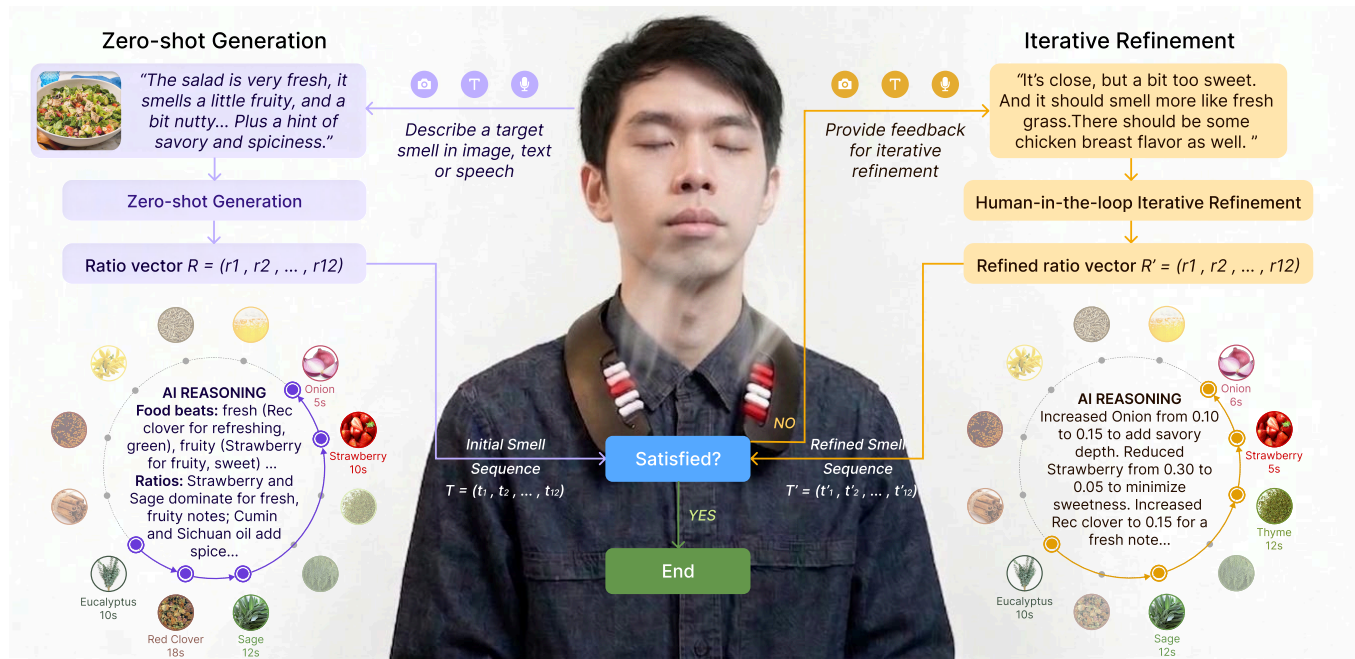 Zero-shot Generation
“The salad is very fresh, it
smells a little fruity, and a
bit nutty... Plus a hint of
savory and spiciness.”
Describe a target
smell in image, text
or speech
Zero-shot Generation
Ratio vector R = (r1 , r2 , ... , r12)
Onion
5s
Strawberry
10s
AI REASONING
Food beats: fresh (Rec
clover for refreshing,
green), fruity (Strawberry
for fruity, sweet) ...
Ratios: Strawberry and
Sage dominate for fresh,
fruity notes; Cumin
and Sichuan oil add
spice...
Eucalyptus
10s
Red Clover
18s
Sage
12s
Initial Smell
Sequence
T = (t1 , t2 , ... , t12)
Satisfied?
NO
YES
End
Iterative Refinement
T
T
Provide feedback
for iterative
refinement
“It’s close, but a bit too sweet.
And it should smell more like fresh
grass.There should be some
chicken breast flavor as well. ”
Human-in-the-loop Iterative Refinement
Refined ratio vector R’ = (r1 , r2 , ... , r12)
Refined Smell
Sequence
T’ = (t’1 , t’2 , ... , t’12)
Onion
6s
Strawberry
5s
Thyme
12s
AI REASONING
Increased Onion from 0.10
to 0.15 to add savory
depth. Reduced
Strawberry from 0.30 to
0.05 to minimize
sweetness. Increased
Rec clover to 0.15 for a
fresh note...
Eucalyptus
10s
Sage
12s